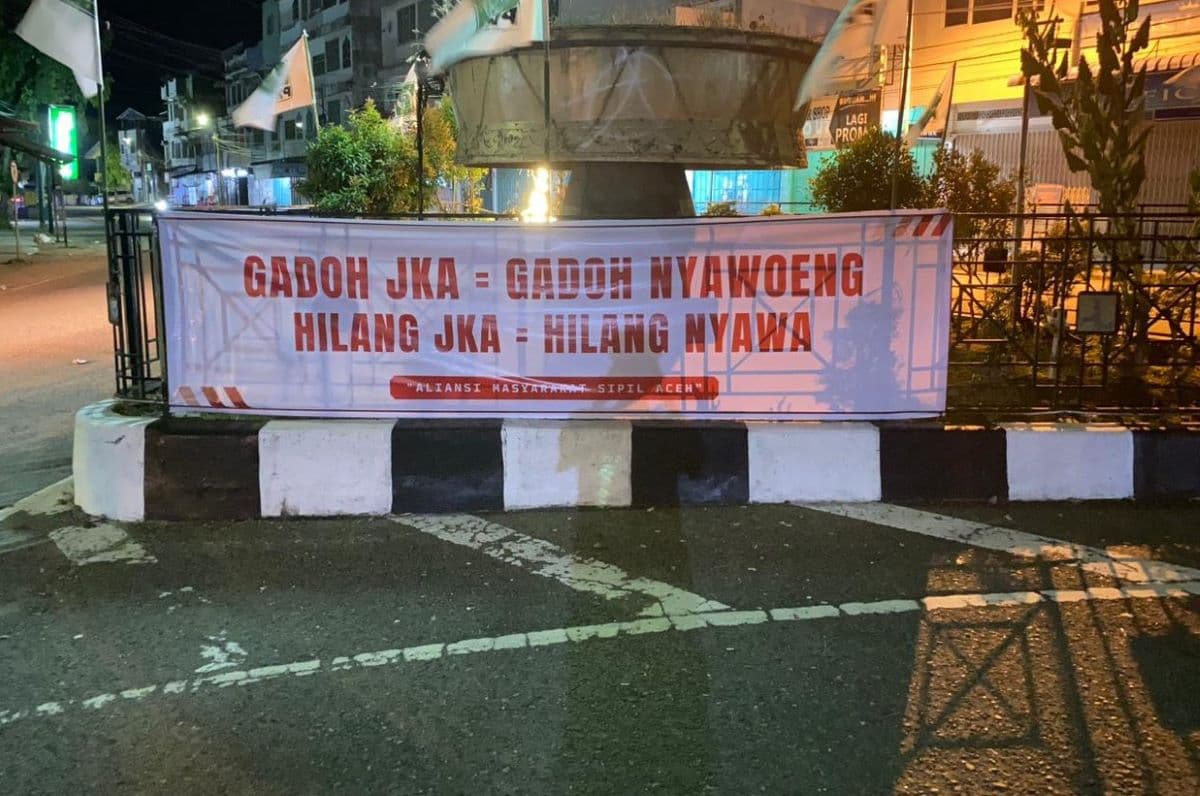 LAGI
PROMO
GADOH JKA = GADOH NYAWOENG
HILANG JKA = HILANG NYAWA
"ALIANSI MASYARAKAT SIPIL ACEH"